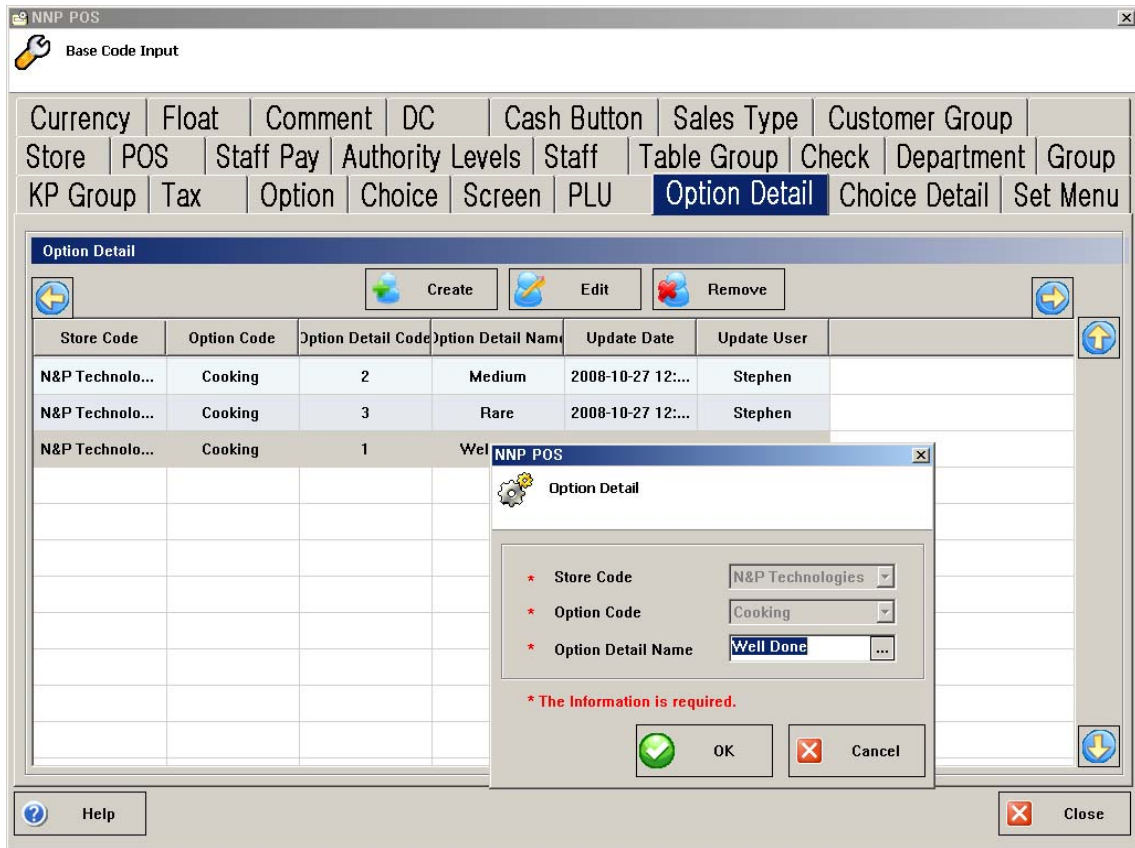 NNP POS
Base Code Input
Currency Float Comment DC Cash Button Sales Type Customer Group
Store POS Staff Pay Authority Levels Staff Table Group Check Department Group
KP Group Tax Option Choice Screen PLU Option Detail Choice Detail Set Menu
Option Detail
Create Edit Remove
Store Code Option Code Option Detail Code Option Detail Name Update Date Update User
N&P Technolo... Cooking 2 Medium 2008-10-27 12:... Stephen
N&P Technolo... Cooking 3 Rare 2008-10-27 12:... Stephen
N&P Technolo... Cooking 1 Wel
NNP POS
Option Detail
* Store Code N&P Technologies
* Option Code Cooking
* Option Detail Name Well Done ...
* The Information is required.
OK Cancel
Help Close